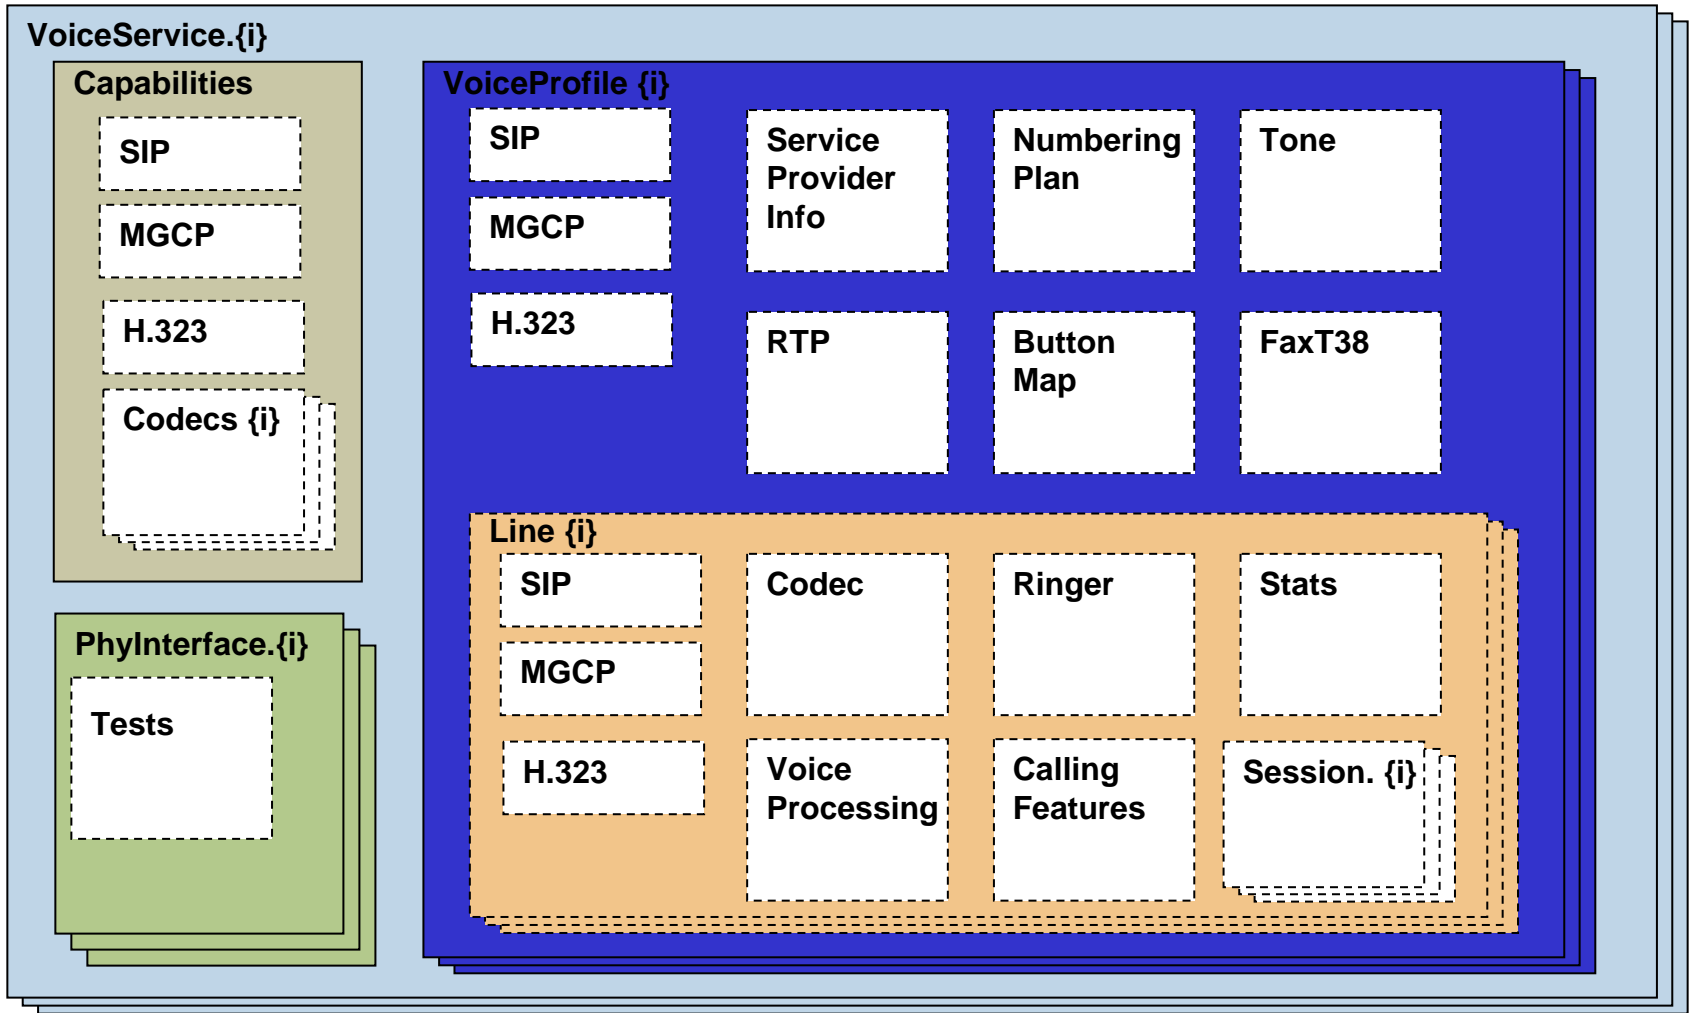 VoiceService.{i}
Capabilities
SIP
MGCP
H.323
Codecs {i}
PhyInterface.{i}
Tests
VoiceProfile {i}
SIP
MGCP
H.323
Service
Provider
Info
Numbering
Plan
Tone
RTP
Button
Map
FaxT38
Line {i}
SIP
MGCP
H.323
Codec
Ringer
Stats
Voice
Processing
Calling
Features
Session. {i}